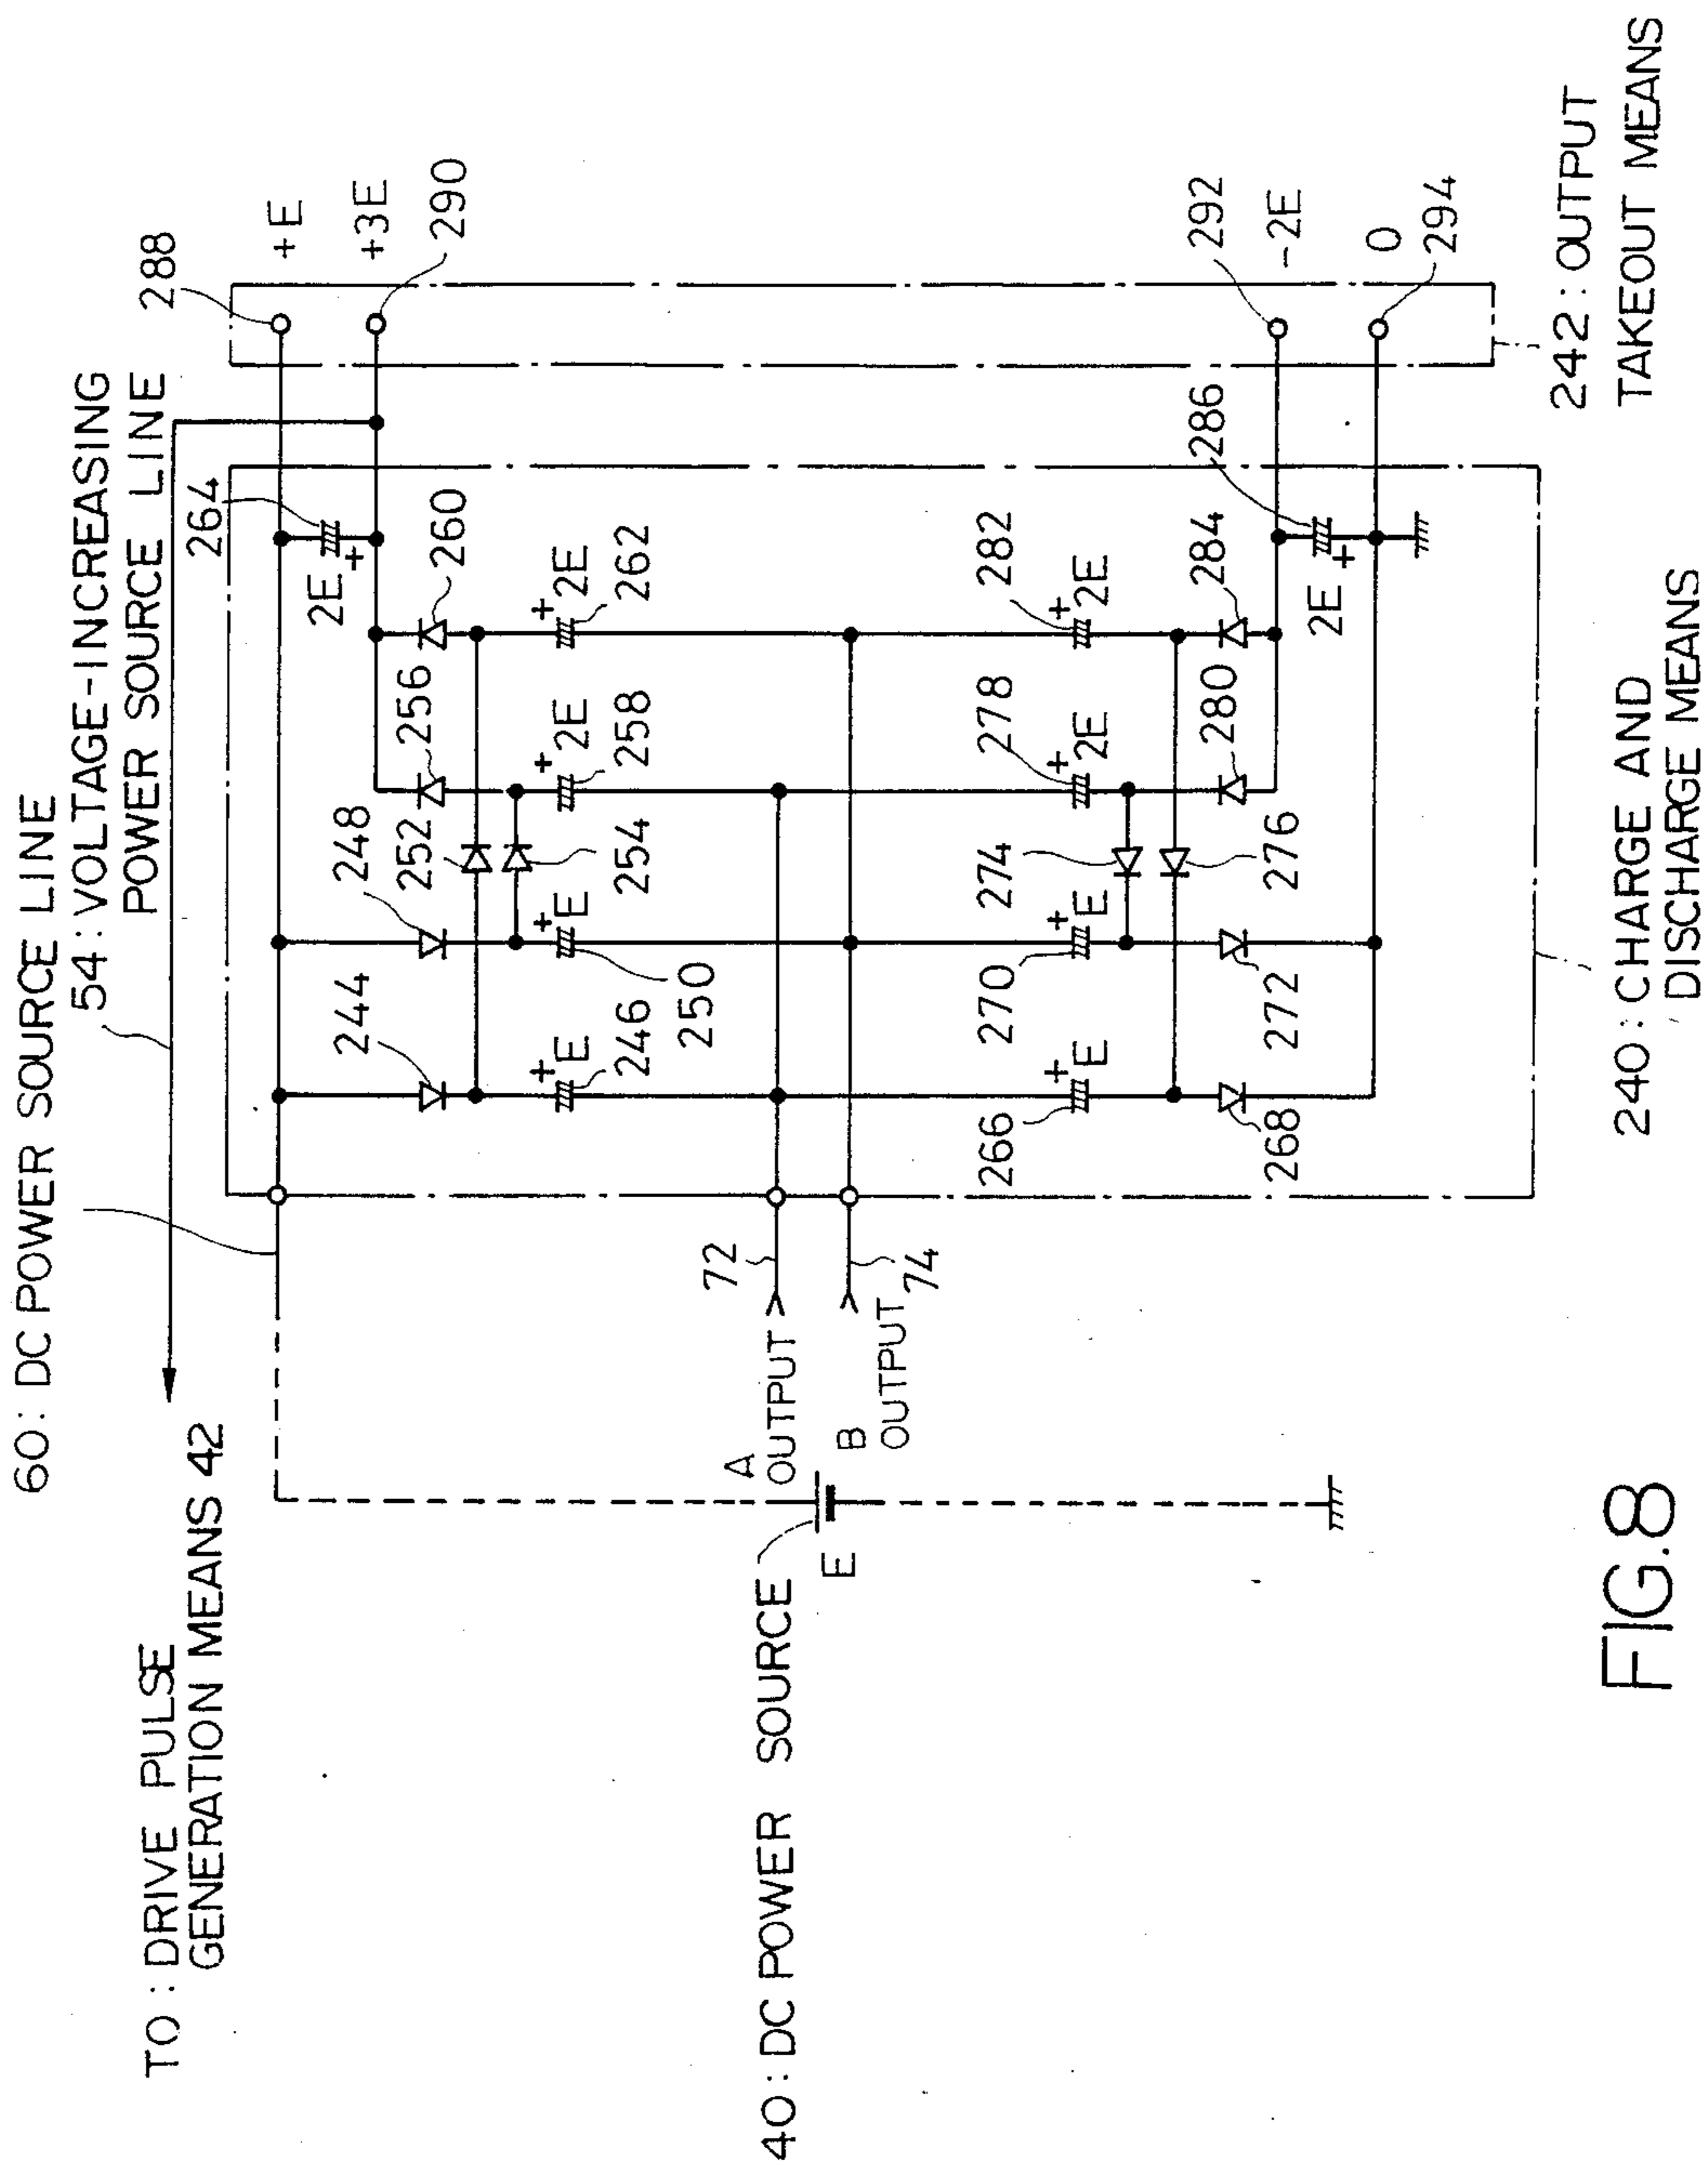 60: DC POWER SOURCE LINE
54: VOLTAGE-INCREASING
POWER SOURCE LINE
TO: DRIVE PULSE
GENERATION MEANS 42
264
288
+E
+3E
290
2E
+
260
256
248
252
244
254
+
2E
262
+
2E
258
+
E
250
+
E
246
72
A
OUTPUT
B
OUTPUT
74
40: DC POWER SOURCE
E
282
+
2E
278
+
2E
274
270
+
E
266
+
E
276
284
280
272
268
286
2E
+
292
-2E
0
294
242: OUTPUT
TAKEOUT MEANS
240: CHARGE AND
DISCHARGE MEANS
FIG.8